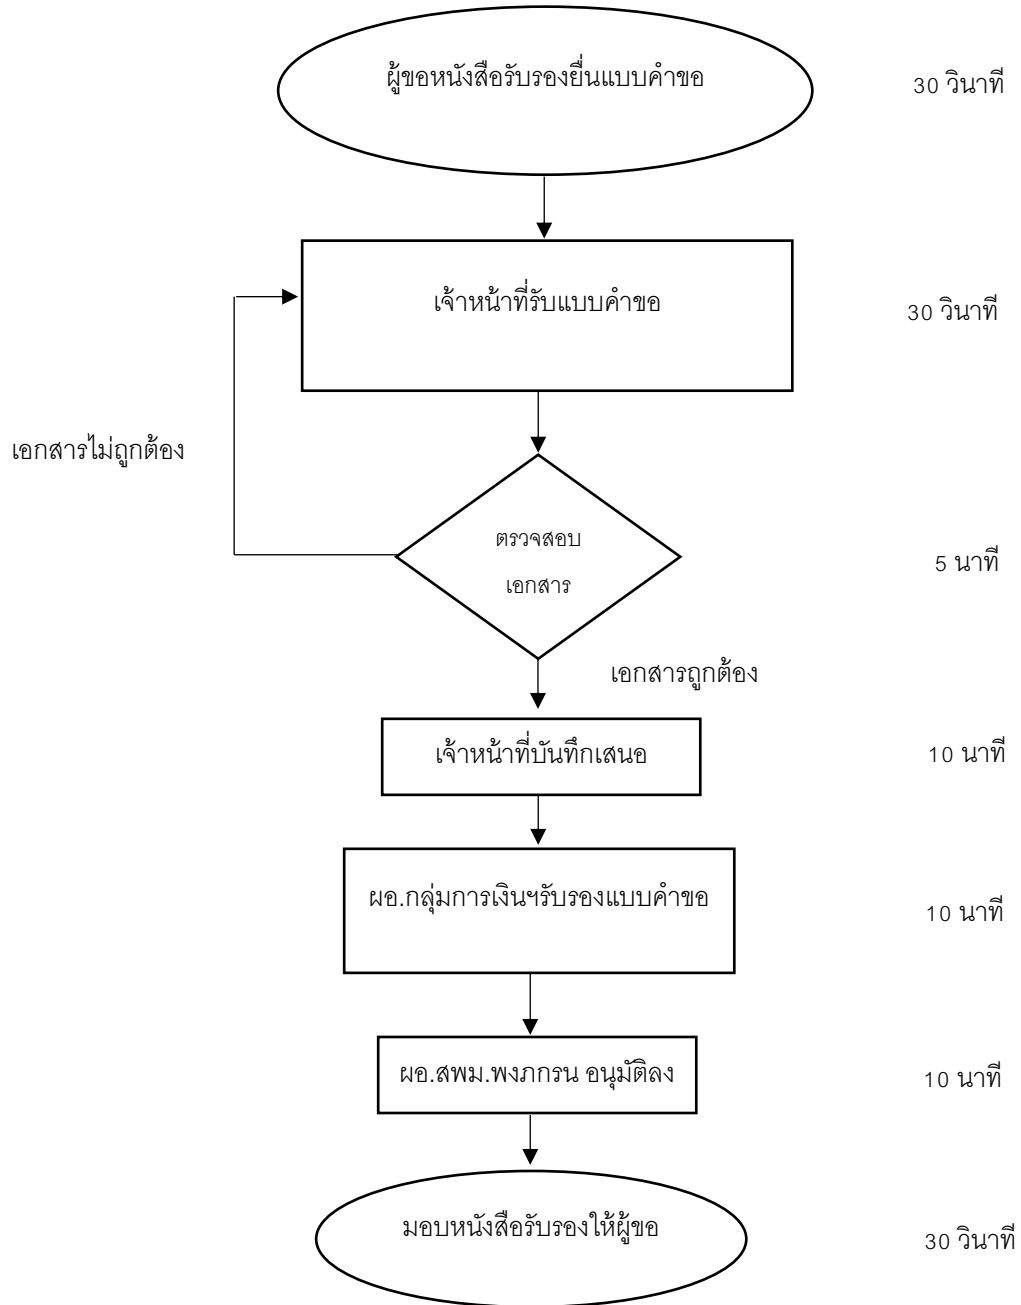 ผู้ขอหนังสือรับรองยื่นแบบคำขอ
30 วินาที
เจ้าหน้าที่รับแบบคำขอ
30 วินาที
เอกสารไม่ถูกต้อง
ตรวจสอบ
เอกสาร
5 นาที
เอกสารถูกต้อง
เจ้าหน้าที่บันทึกเสนอ
10 นาที
ผอ.กลุ่มการเงินฯรับรองแบบคำขอ
10 นาที
ผอ.สพม.พงภกรน อนุมัติลง
10 นาที
มอบหนังสือรับรองให้ผู้ขอ
30 วินาที